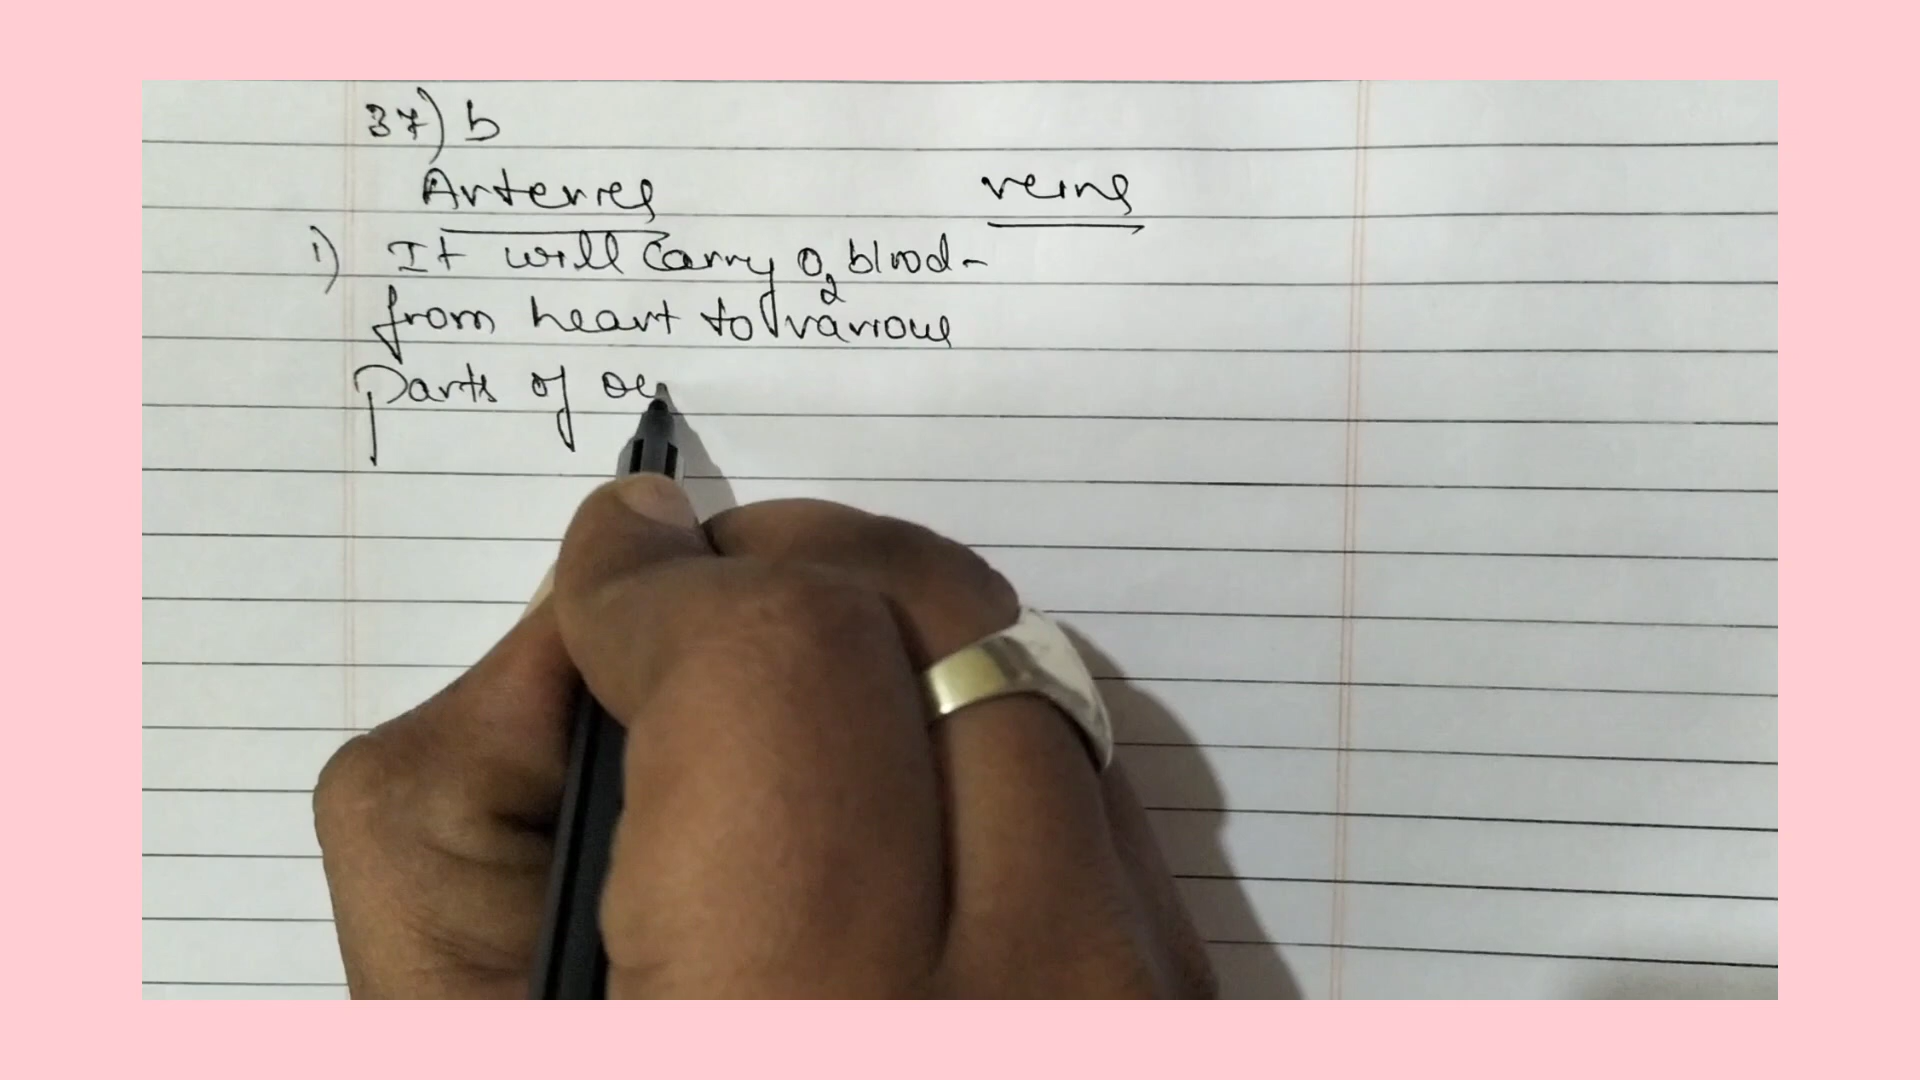 37) b
Arteries veins
1) It will carry O2 blood-
from heart to various
parts of